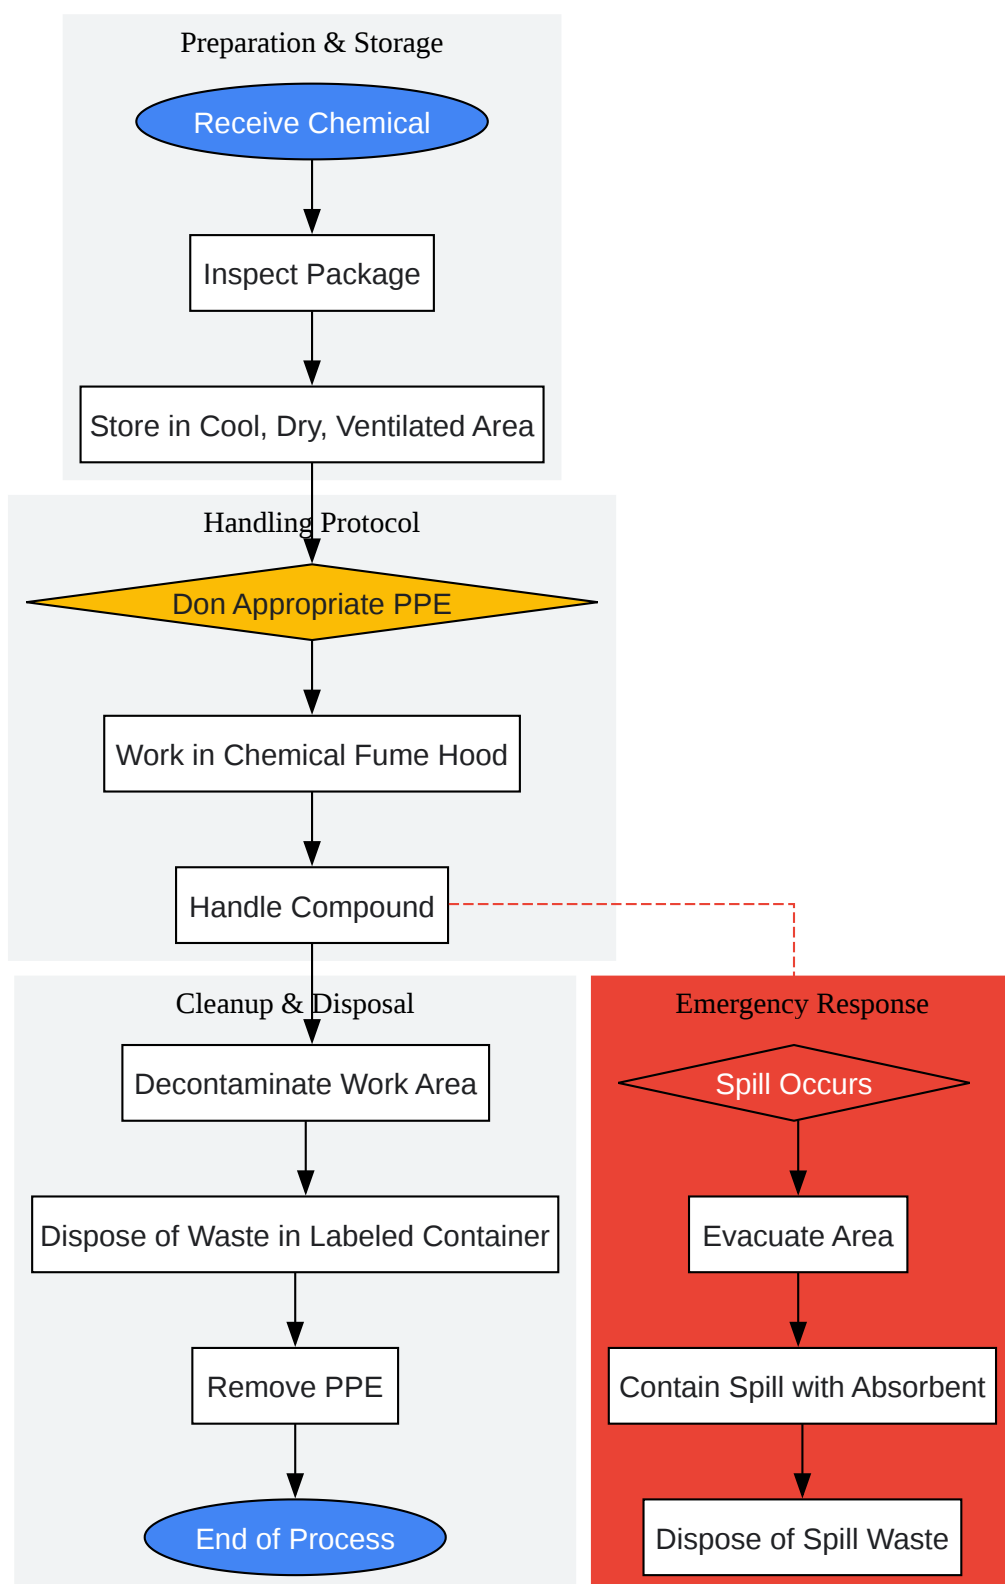 Preparation & Storage
Receive Chemical
Inspect Package
Store in Cool, Dry, Ventilated Area
Handling Protocol
Don Appropriate PPE
Work in Chemical Fume Hood
Handle Compound
Cleanup & Disposal
Decontaminate Work Area
Dispose of Waste in Labeled Container
Remove PPE
End of Process
Emergency Response
Spill Occurs
Evacuate Area
Contain Spill with Absorbent
Dispose of Spill Waste